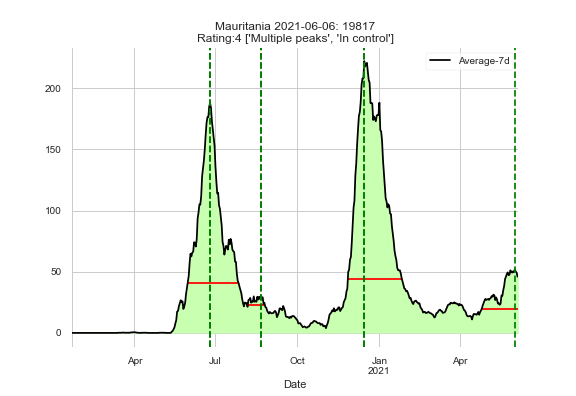 Mauritania 2021-06-06: 19817
Rating:4 ['Multiple peaks', 'In control']
Average-7d
200
150
100
50
0
Apr
Jul
Oct
Jan
2021
Apr
Date